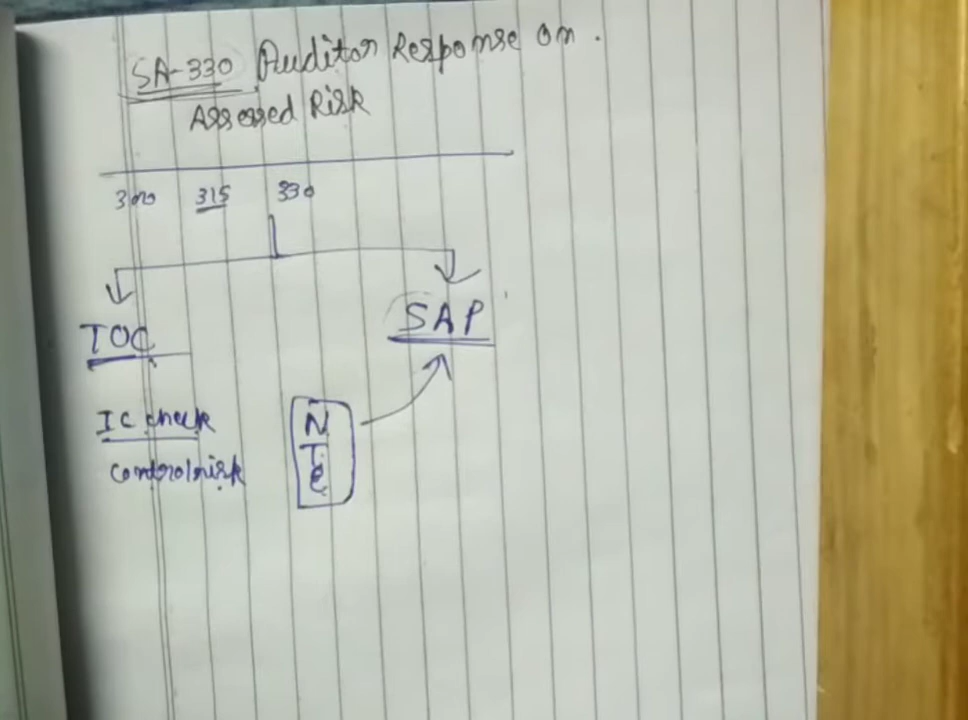 SA-330 Auditor Response on .
Assessed Risk
300 315 330
TOC
SAP
IC check
control risk
N
T
E